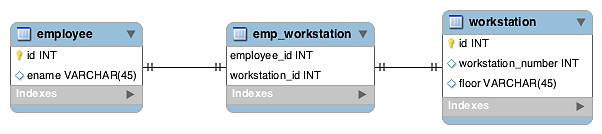 employee
id INT
ename VARCHAR(45)
Indexes
emp_workstation
employee_id INT
workstation_id INT
Indexes
workstation
id INT
workstation_number INT
floor VARCHAR(45)
Indexes